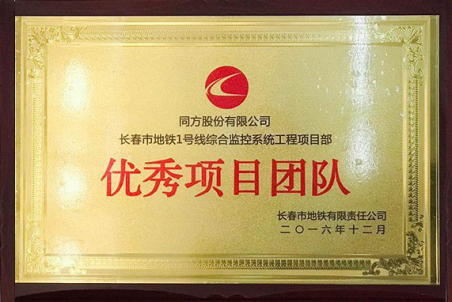 同方股份有限公司
长春市地铁1号线综合监控系统工程项目部
优秀项目团队
长春市地铁有限责任公司
二〇一六年十二月